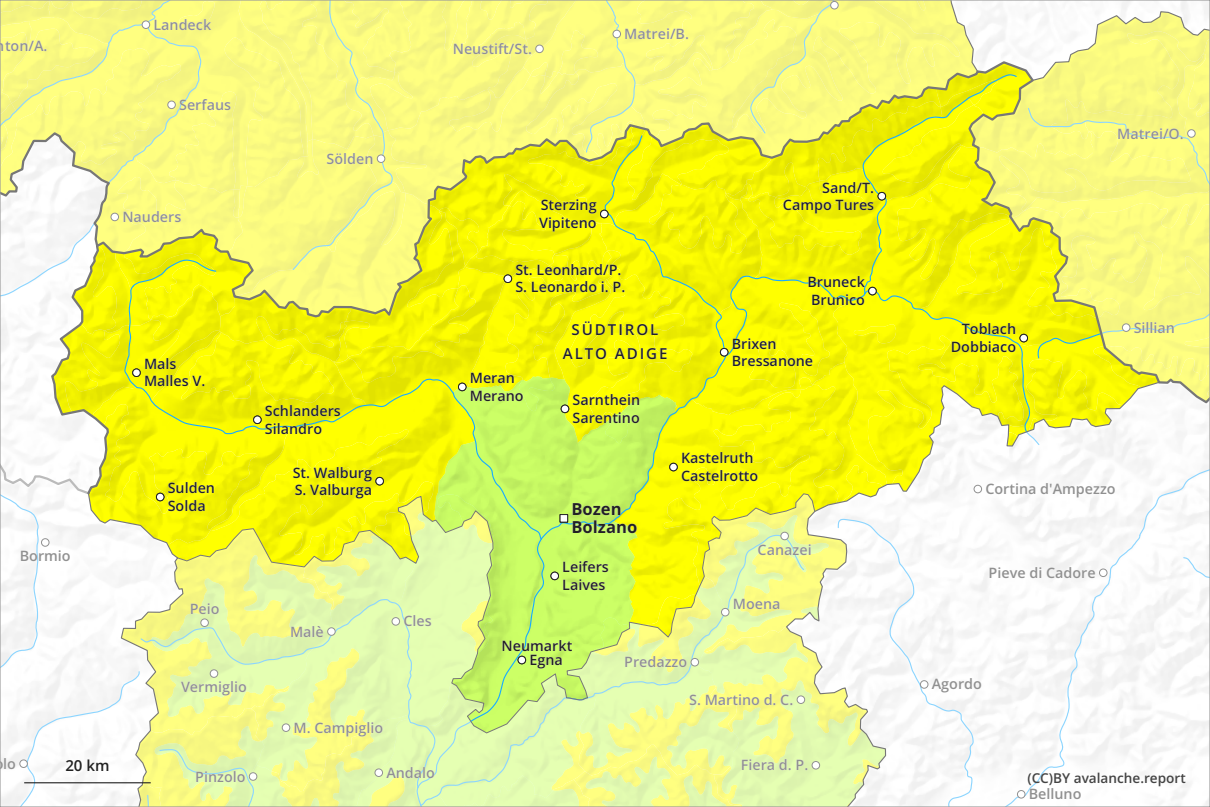 Landeck
nton/A.
Neustift/St.
Matrei/B.
Serfaus
Matrei/O.
Sölden
Sand/T.
Campo Tures
Sterzing
Vipiteno
Nauders
St. Leonhard/P.
S. Leonardo i. P.
Bruneck
Brunico
SÜDTIROL
ALTO ADIGE
Toblach
Dobbiaco
Sillian
Brixen
Bressanone
Mals
Malles V.
Meran
Merano
Sarnthein
Sarentino
Schlanders
Silandro
Kastelruth
Castelrotto
St. Walburg
S. Valburga
Sulden
Solda
Cortina d'Ampezzo
Bozen
Bolzano
Bormio
Canazei
Leifers
Laives
Pieve di Cadore
Peio
Moena
Cles
Malè
Neumarkt
Egna
Predazzo
Vermiglio
Agordo
S. Martino d. C.
M. Campiglio
olo
20 km
Pinzolo
Andalo
Fiera d. P.
(CC)BY avalanche.report
Belluno